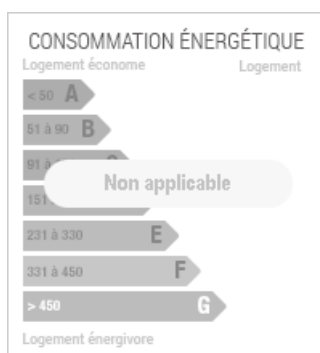 CONSOMMATION ÉNERGÉTIQUE
Logement économe Logement
< 50 A
51 à 90 B
91 à
Non applicable
151
231 à 330 E
331 à 450 F
> 450 G
Logement énergivore